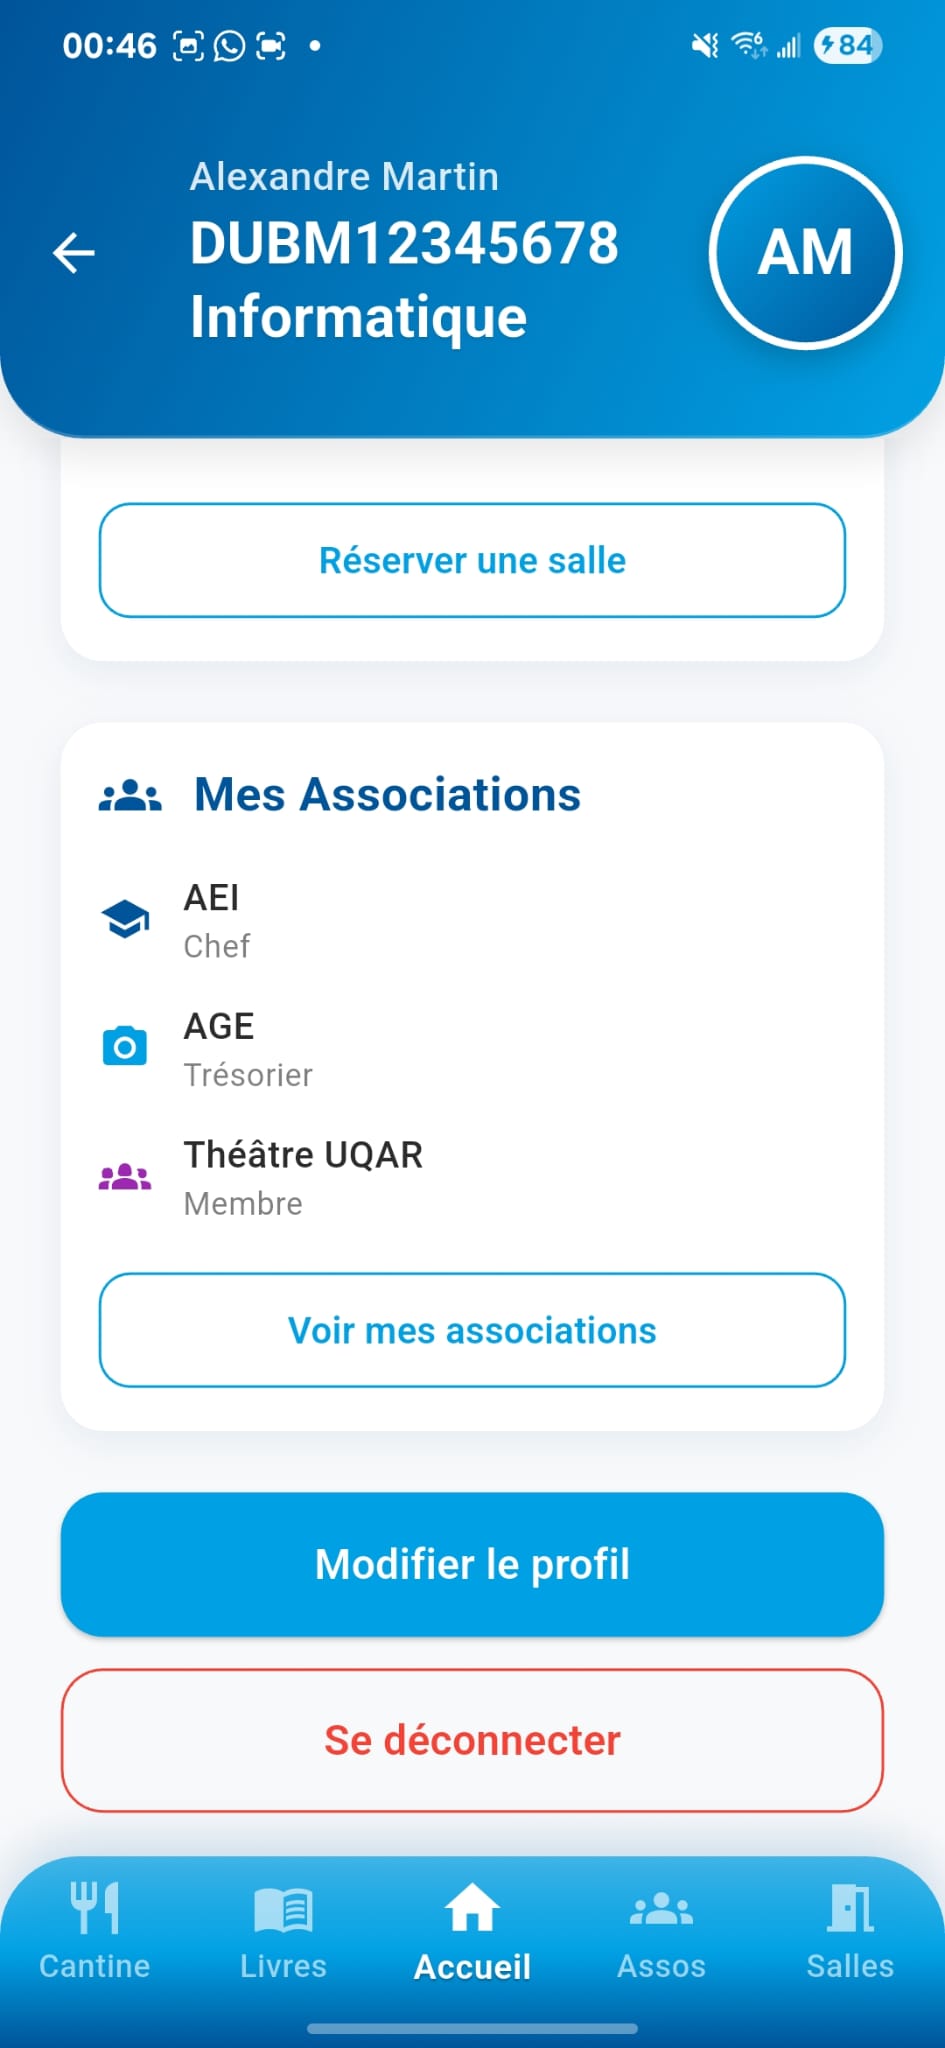 00:46
6
84
Alexandre Martin
DUBM12345678
Informatique
AM
Réserver une salle
Mes Associations
AEI
Chef
AGE
Trésorier
Théâtre UQAR
Membre
Voir mes associations
Modifier le profil
Se déconnecter
Cantine
Livres
Accueil
Assos
Salles